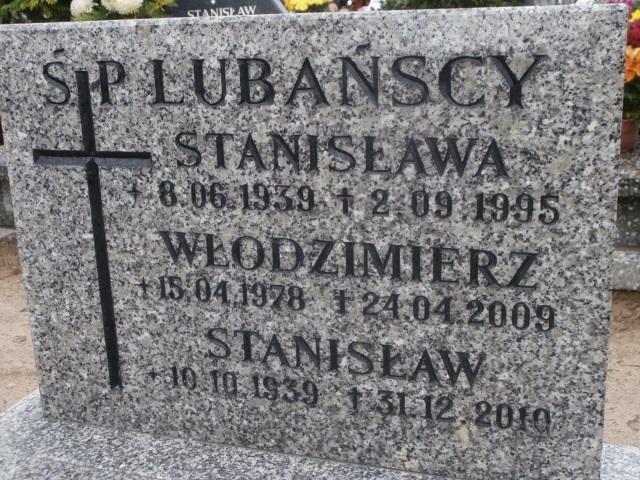 STANISŁAW
Ś P LUBAŃSCY
STANISŁAWA
+ 8.06.1939 † 2.09.1995
WŁODZIMIERZ
+ 15.04.1978 † 24.04.2009
STANISŁAW
+ 10.10.1939 † 31.12.2010